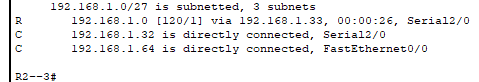 192.168.1.0/27 is subnetted, 3 subnets
R 192.168.1.0 [120/1] via 192.168.1.33, 00:00:26, Serial2/0
C 192.168.1.32 is directly connected, Serial2/0
C 192.168.1.64 is directly connected, FastEthernet0/0
R2--3#